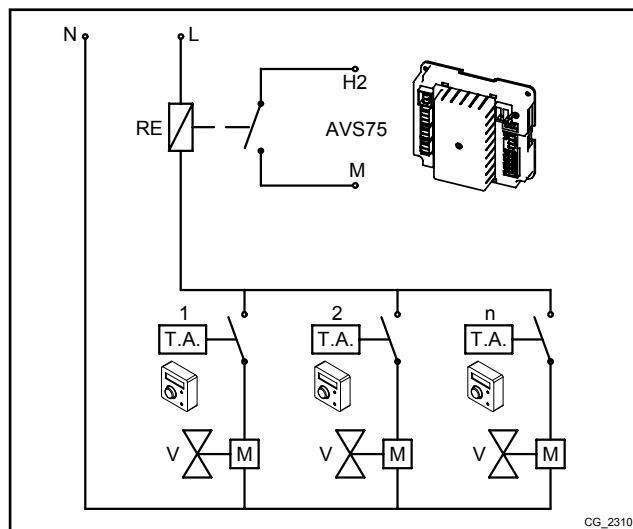 N L
H2
RE AVS75
M
1 2 n
T.A. T.A. T.A.
V M V M V M
CG_2310